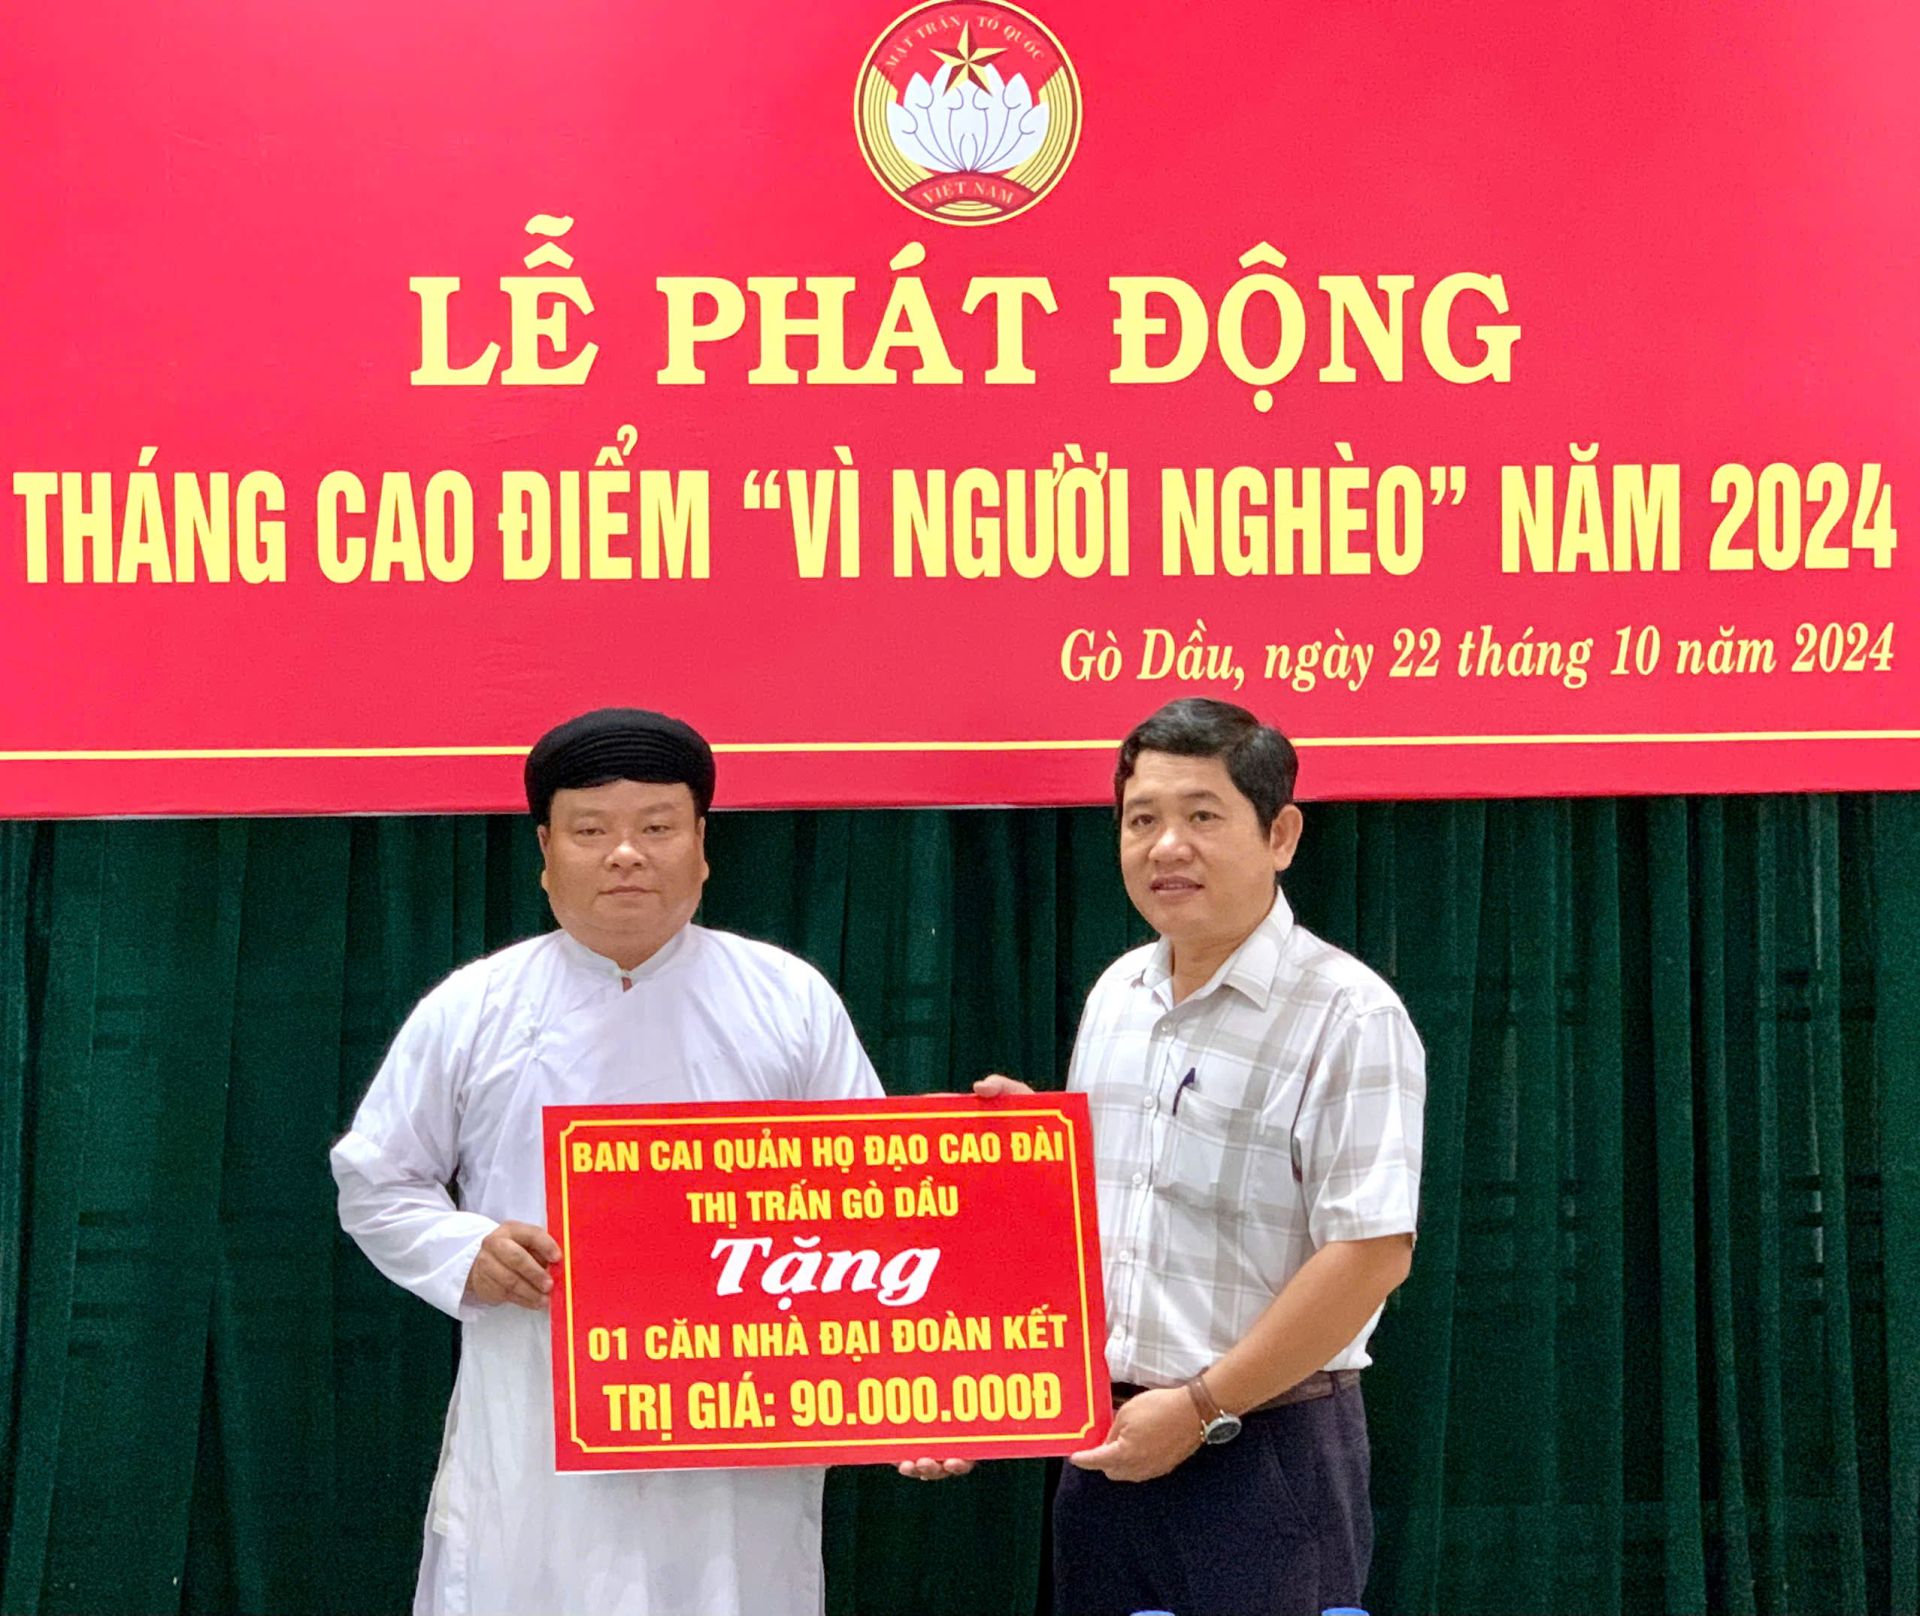 MẶT TRẬN TỔ QUỐC
VIỆT NAM
LỄ PHÁT ĐỘNG
THÁNG CAO ĐIỂM “VÌ NGƯỜI NGHÈO” NĂM 2024
Gò Dầu, ngày 22 tháng 10 năm 2024
BAN CAI QUẢN HỌ ĐẠO CAO ĐÀI
THỊ TRẤN GÒ DẦU
Tặng
01 CĂN NHÀ ĐẠI ĐOÀN KẾT
TRỊ GIÁ: 90.000.000Đ